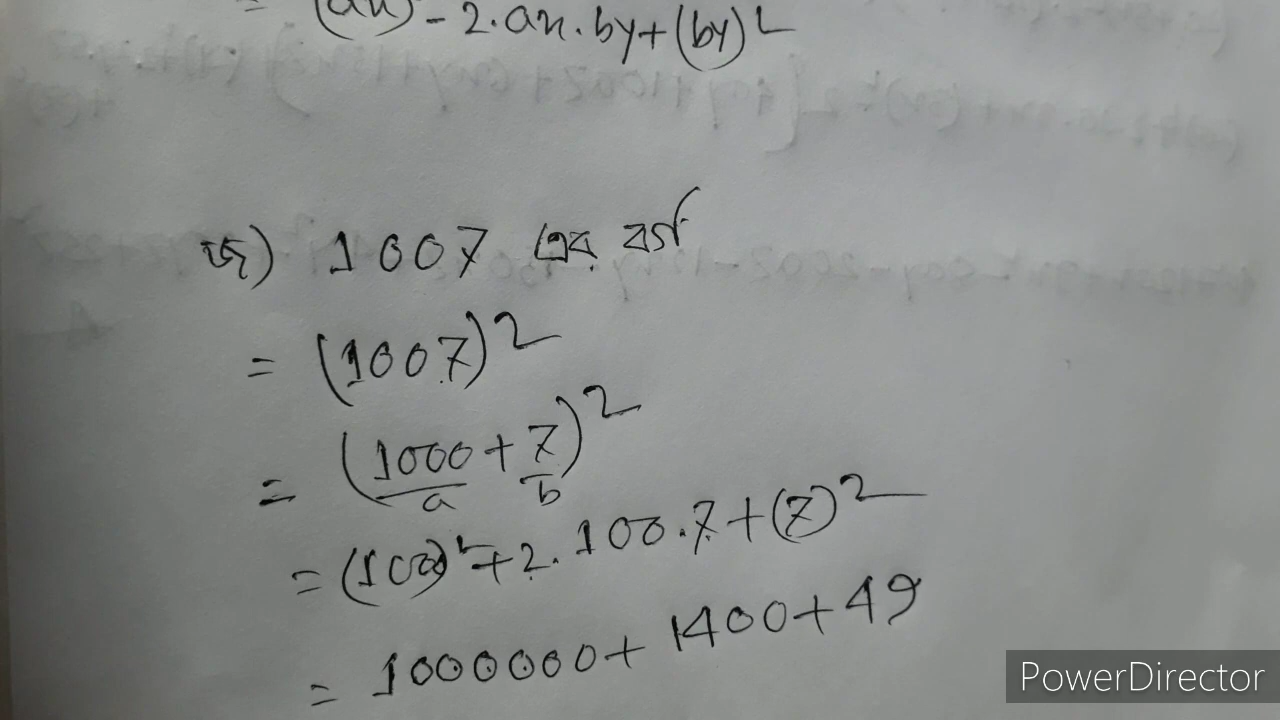 = (ax) - 2.ax.by+(by)²
জ) 1007 এর বর্গ
= (1007)²
= (1000+7)²
a b
= (100)²+2.100.7+(7)²
= 1000000+1400+49
PowerDirector